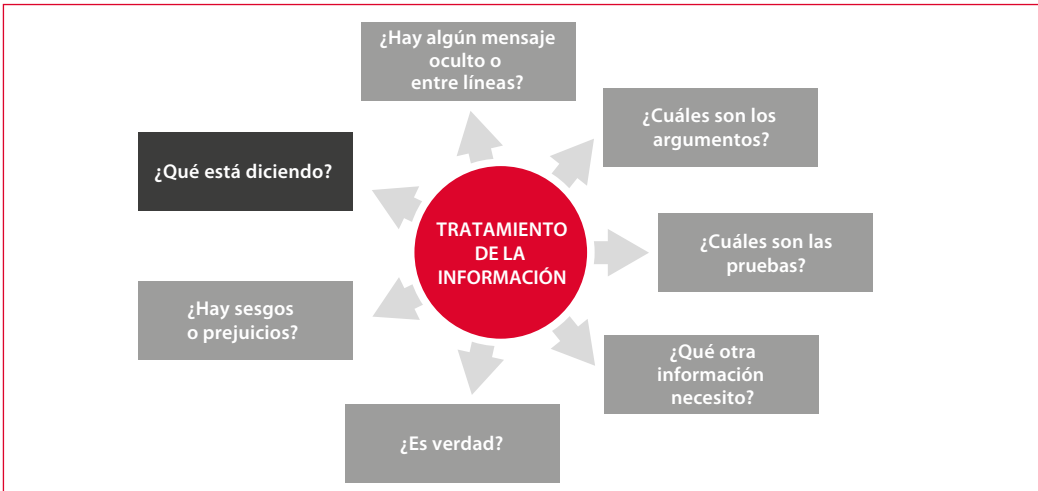 ¿Hay algún mensaje
oculto o
entre líneas?
¿Cuáles son los
argumentos?
¿Qué está diciendo?
TRATAMIENTO
DE LA
INFORMACIÓN
¿Cuáles son las
pruebas?
¿Hay sesgos
o prejuicios?
¿Qué otra
información
necesito?
¿Es verdad?